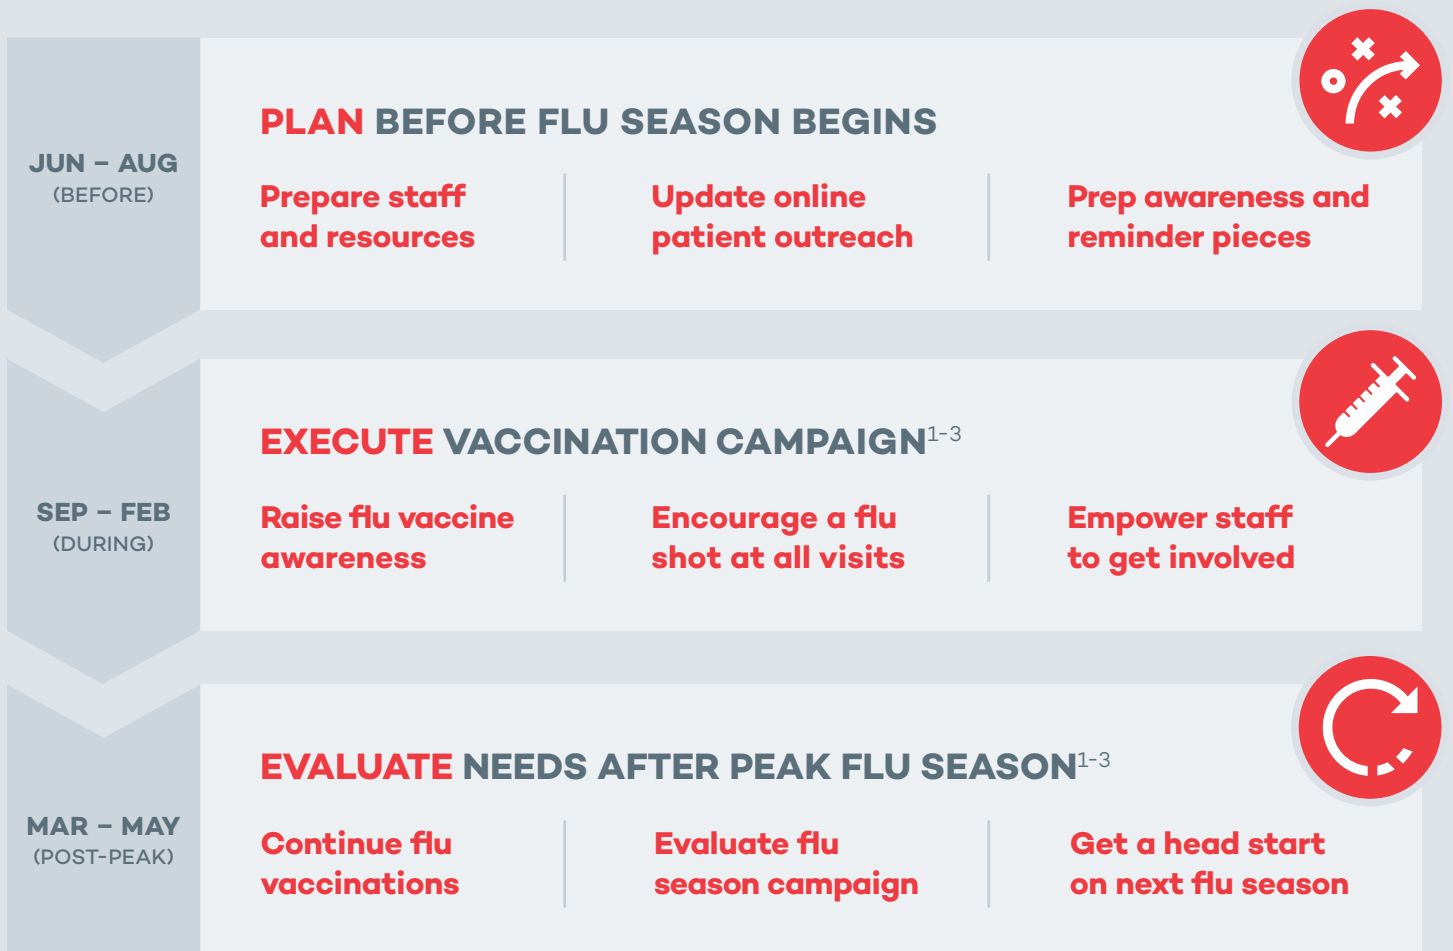 JUN – AUG
(BEFORE)
PLAN BEFORE FLU SEASON BEGINS
Prepare staff
and resources
Update online
patient outreach
Prep awareness and
reminder pieces
SEP – FEB
(DURING)
EXECUTE VACCINATION CAMPAIGN1-3
Raise flu vaccine
awareness
Encourage a flu
shot at all visits
Empower staff
to get involved
MAR – MAY
(POST-PEAK)
EVALUATE NEEDS AFTER PEAK FLU SEASON1-3
Continue flu
vaccinations
Evaluate flu
season campaign
Get a head start
on next flu season